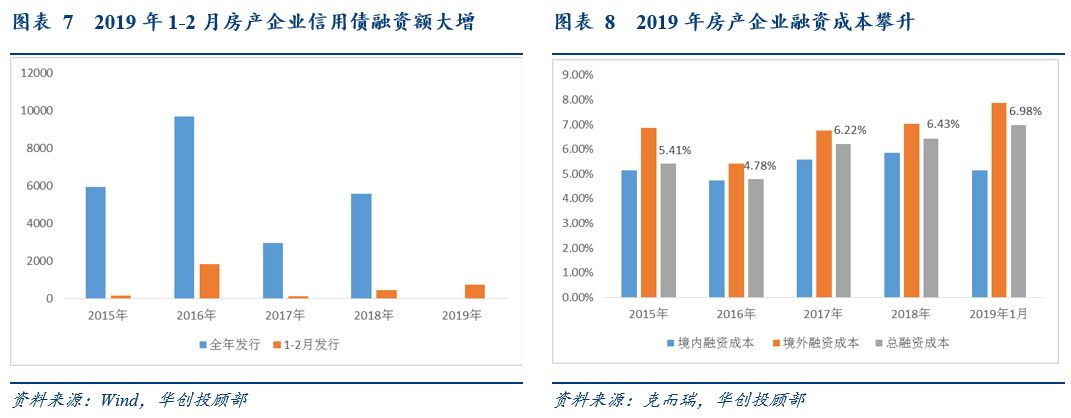 图表 7 2019 年 1-2 月房产企业信用债融资额大增
12000
10000
8000
6000
4000
2000
0
2015年 2016年 2017年 2018年 2019年
全年发行 1-2月发行
资料来源：Wind，华创投顾部
图表 8 2019 年房产企业融资成本攀升
9.00%
8.00%
7.00%
6.00%
5.00%
4.00%
3.00%
2.00%
1.00%
0.00%
5.41%
4.78%
6.22%
6.43%
6.98%
2015年 2016年 2017年 2018年 2019年1月
境内融资成本 境外融资成本 总融资成本
资料来源：克而瑞，华创投顾部